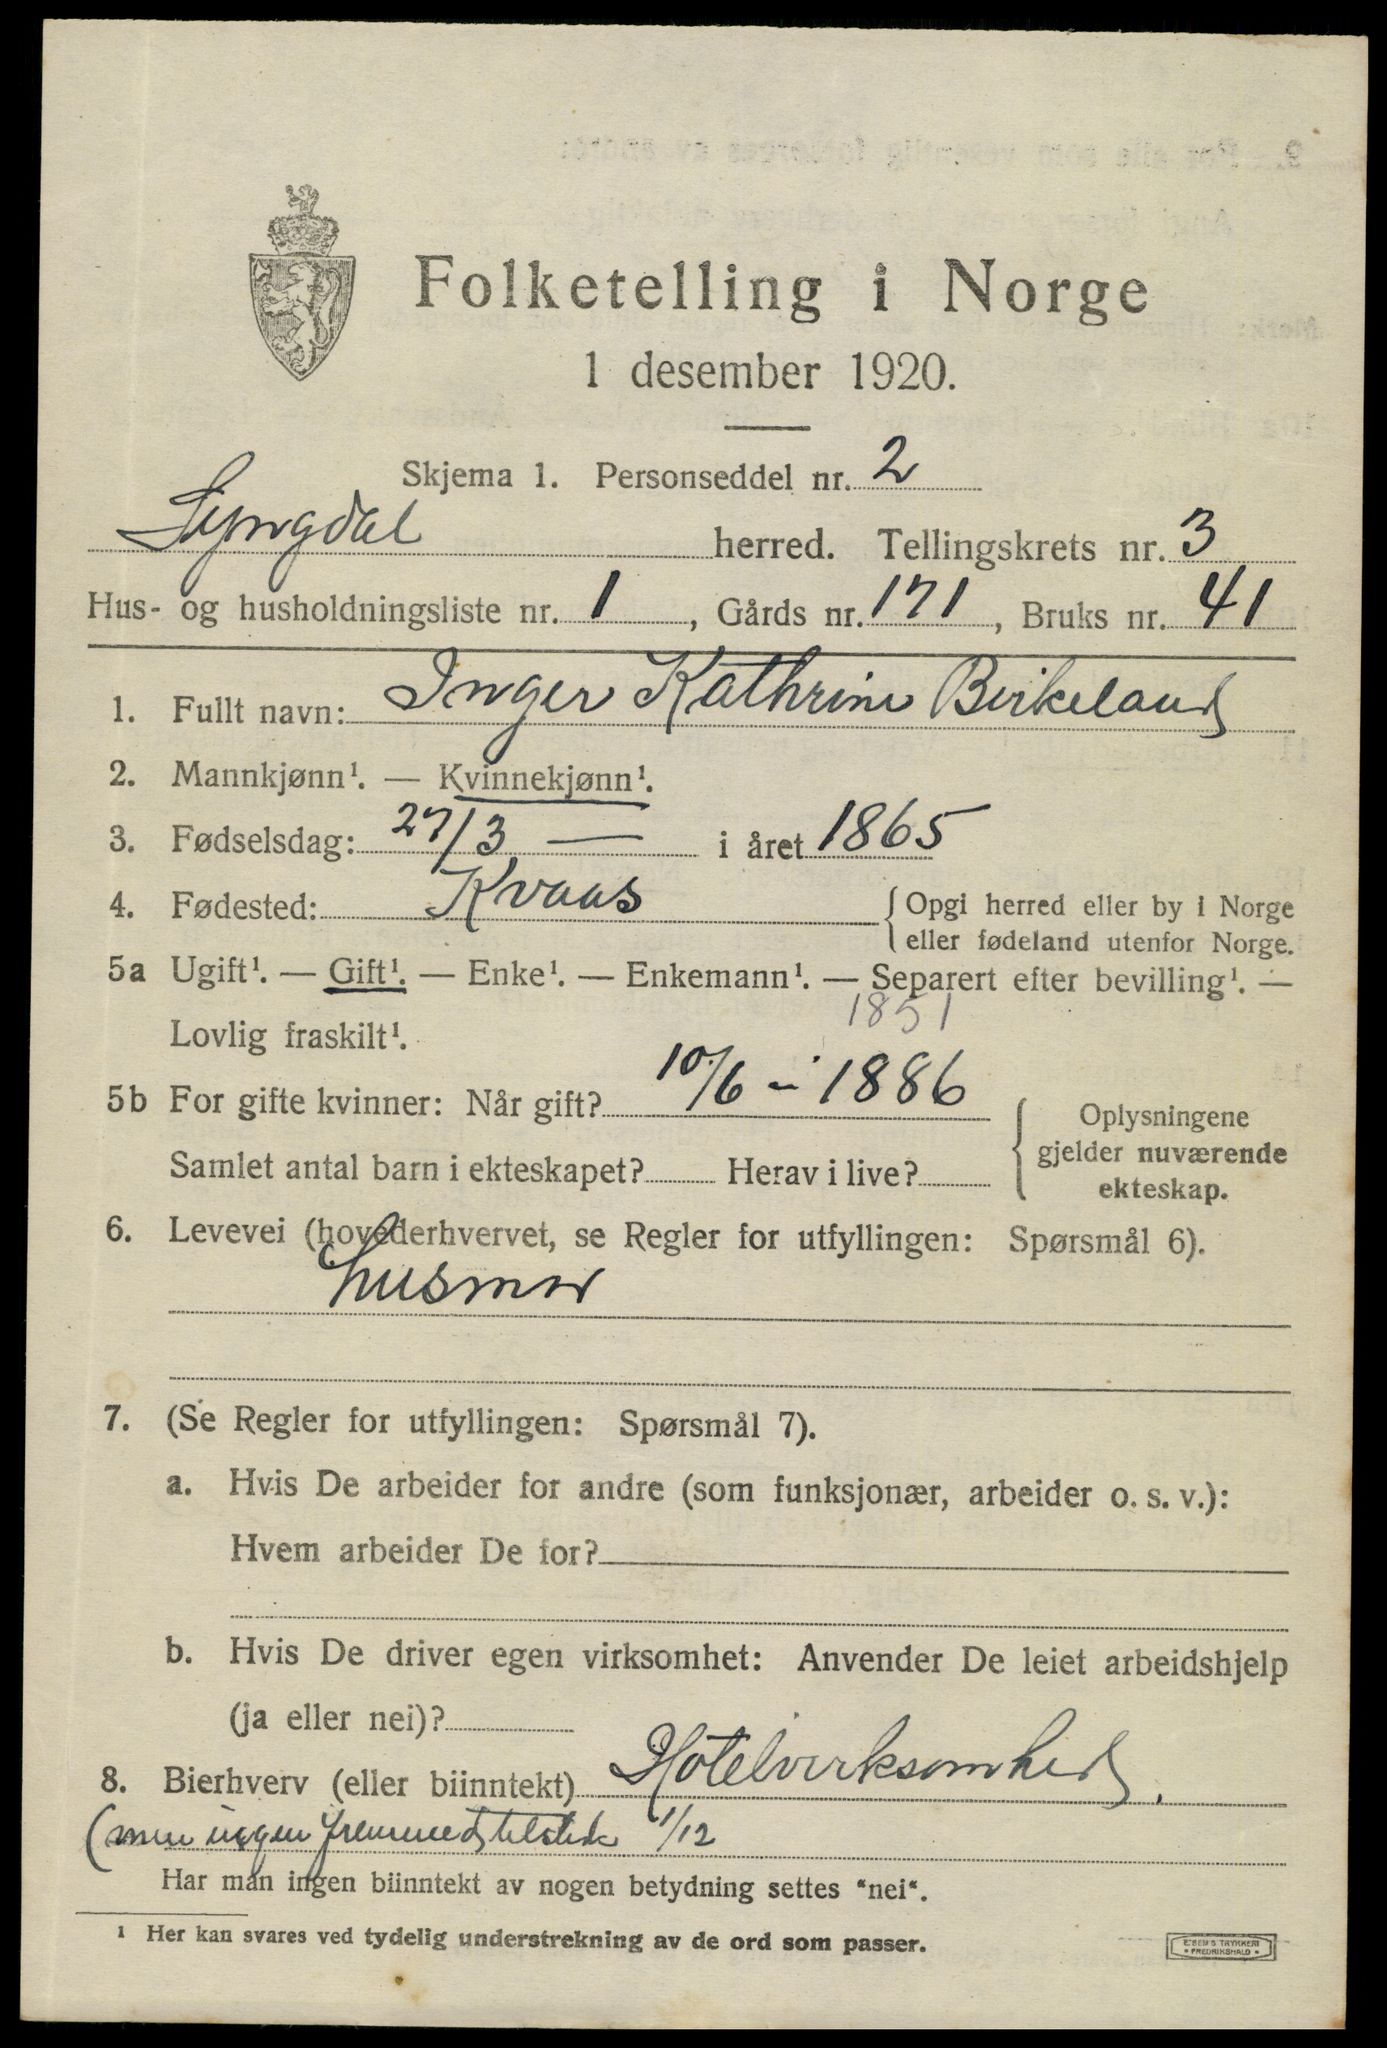 Folketelling i Norge
1 desember 1920.
Skjema 1. Personseddel nr. 2
Lyngdal herred. Tellingskrets nr. 3
Hus- og husholdningsliste nr. 1, Gårds nr. 171, Bruks nr. 41
1. Fullt navn: Inger Kathrine Birkeland
2. Mannkjønn¹. — Kvinnekjønn¹.
3. Fødselsdag: 27/3 — i året 1865
4. Fødested: Kvaas { Opgi herred eller by i Norge
eller fødeland utenfor Norge.
5a Ugift¹. — Gift¹. — Enke¹. — Enkemann¹. — Separert efter bevilling¹. —
1851
Lovlig fraskilt¹.
5b For gifte kvinner: Når gift? 10/6 - 1886
Samlet antal barn i ekteskapet? Herav i live?
{ Oplysningene
gjelder nuværende
ekteskap.
6. Levevei (hovederhvervet, se Regler for utfyllingen: Spørsmål 6).
husmor
7. (Se Regler for utfyllingen: Spørsmål 7).
a. Hvis De arbeider for andre (som funksjonær, arbeider o. s. v.):
Hvem arbeider De for?
b. Hvis De driver egen virksomhet: Anvender De leiet arbeidshjelp
(ja eller nei)?
8. Bierhverv (eller biinntekt) Hotelvirksomhed.
(men ingen fremmed tilstede 1/12
Har man ingen biinntekt av nogen betydning settes "nei".
¹ Her kan svares ved tydelig understrekning av de ord som passer.
E. SEM'S TRYKKERI
• FREDRIKSHALD •